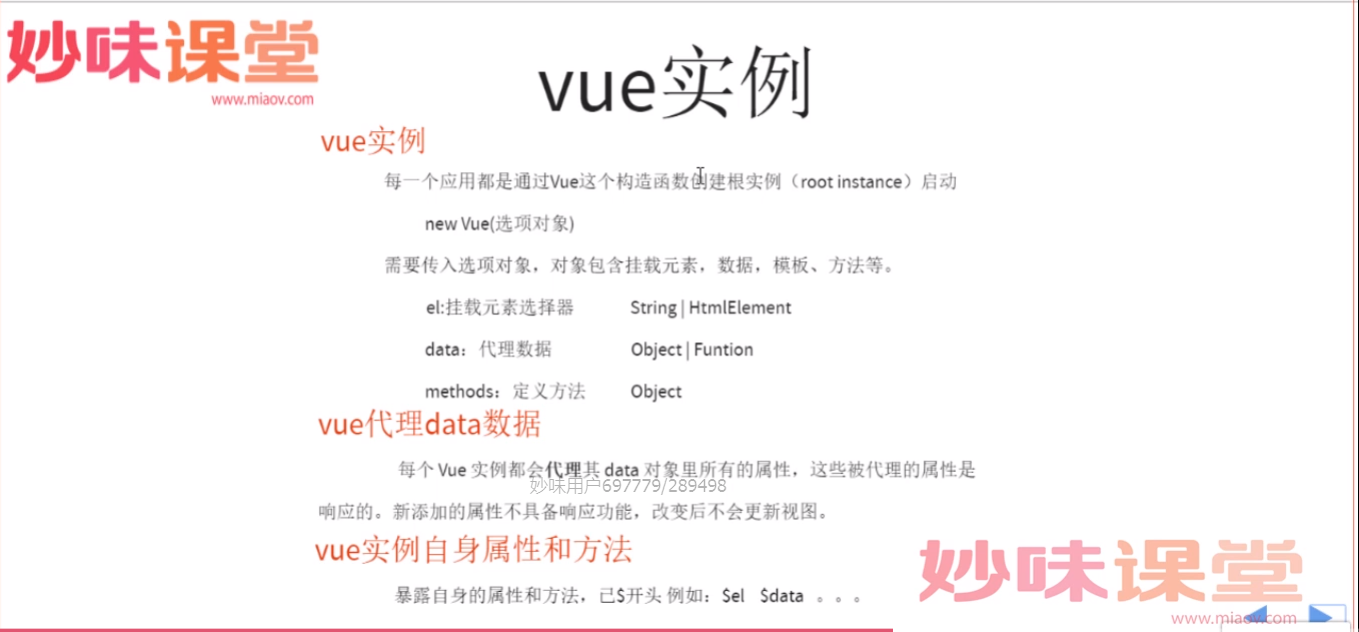 妙味课堂
www.miaov.com
vue实例
vue实例
每一个应用都是通过Vue这个构造函数创建根实例（root instance）启动
new Vue(选项对象)
需要传入选项对象，对象包含挂载元素，数据，模板、方法等。
el:挂载元素选择器 String | HtmlElement
data：代理数据 Object | Funtion
methods：定义方法 Object
vue代理data数据
每个 Vue 实例都会代理其 data 对象里所有的属性，这些被代理的属性是
妙味用户697779/289498
响应的。新添加的属性不具备响应功能，改变后不会更新视图。
vue实例自身属性和方法
暴露自身的属性和方法，己$开头 例如：$el $data 。。。
妙味课堂
www.miaov.com